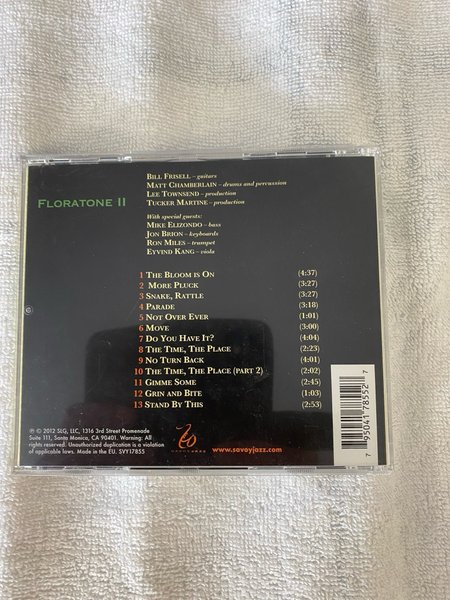 FLORATONE II
BILL FRISELL – guitars
MATT CHAMBERLAIN – drums and percussion
LEE TOWNSEND – production
TUCKER MARTINE – production
With special guests:
MIKE ELIZONDO – bass
JON BRION – keyboards
RON MILES – trumpet
EYVIND KANG – viola
1 THE BLOOM IS ON (4:37)
2 MORE PLUCK (3:27)
3 SNAKE, RATTLE (3:27)
4 PARADE (3:18)
5 NOT OVER EVER (1:01)
6 MOVE (3:00)
7 DO YOU HAVE IT? (4:04)
8 THE TIME, THE PLACE (2:23)
9 NO TURN BACK (4:01)
10 THE TIME, THE PLACE (PART 2) (2:02)
11 GIMME SOME (2:45)
12 GRIN AND BITE (1:03)
13 STAND BY THIS (2:53)
℗ © 2012 SLG, LLC, 1316 3rd Street Promenade
Suite 111, Santa Monica, CA 90401. Warning: All
rights reserved. Unauthorized duplication is a violation
of applicable laws. Made in the EU. SVY17855
SAVOY JAZZ
www.savoyjazz.com
7 95041 78552 7